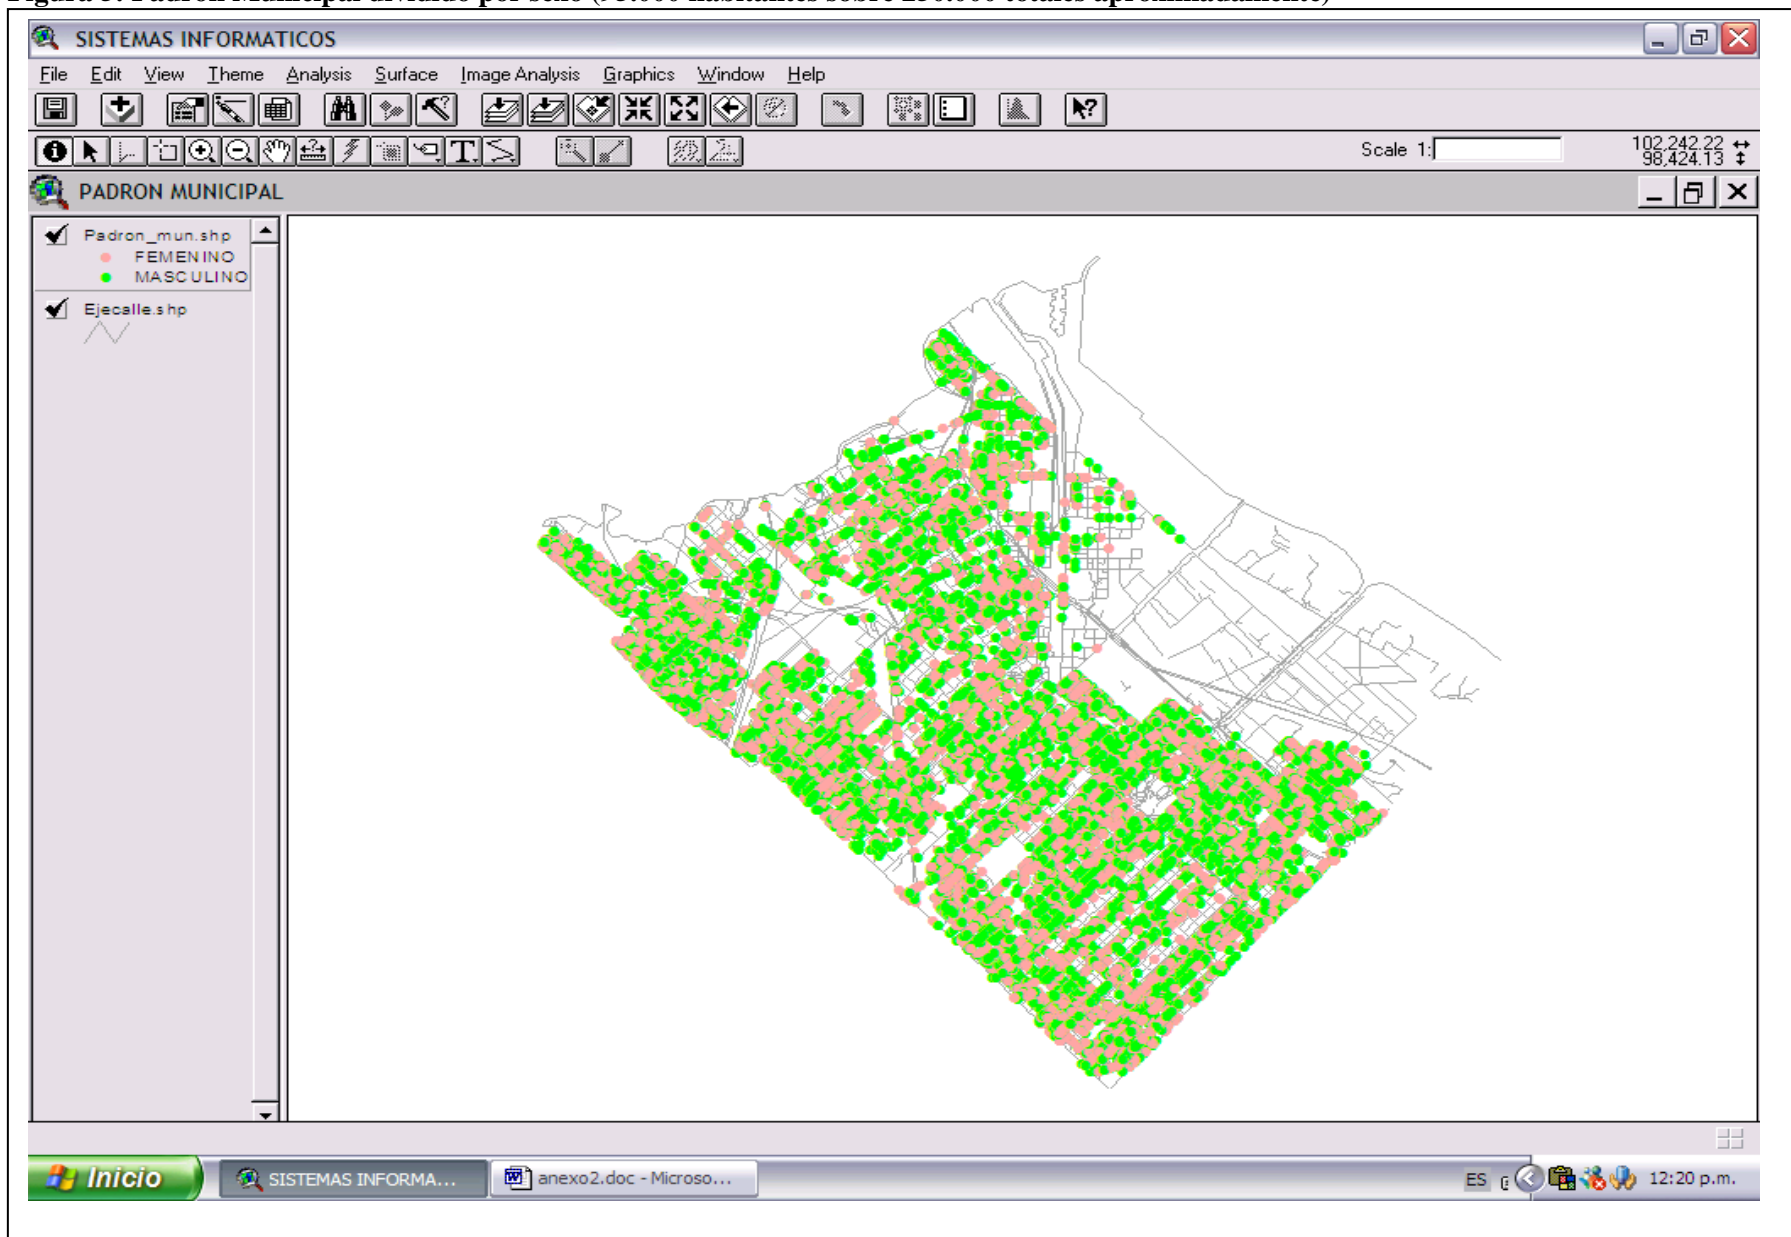 SISTEMAS INFORMATICOS
File Edit View Theme Analysis Surface Image Analysis Graphics Window Help
Scale 1:
102,242.22
98,424.13
PADRON MUNICIPAL
Padron_mun.shp
FEMENINO
MASCULINO
Ejecalle.shp
Inicio
SISTEMAS INFORMA...
anexo2.doc - Microso...
ES
12:20 p.m.